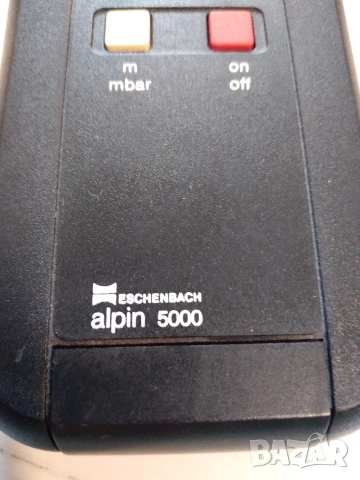 m on
mbar off
ESCHENBACH
alpin 5000
BAZAR